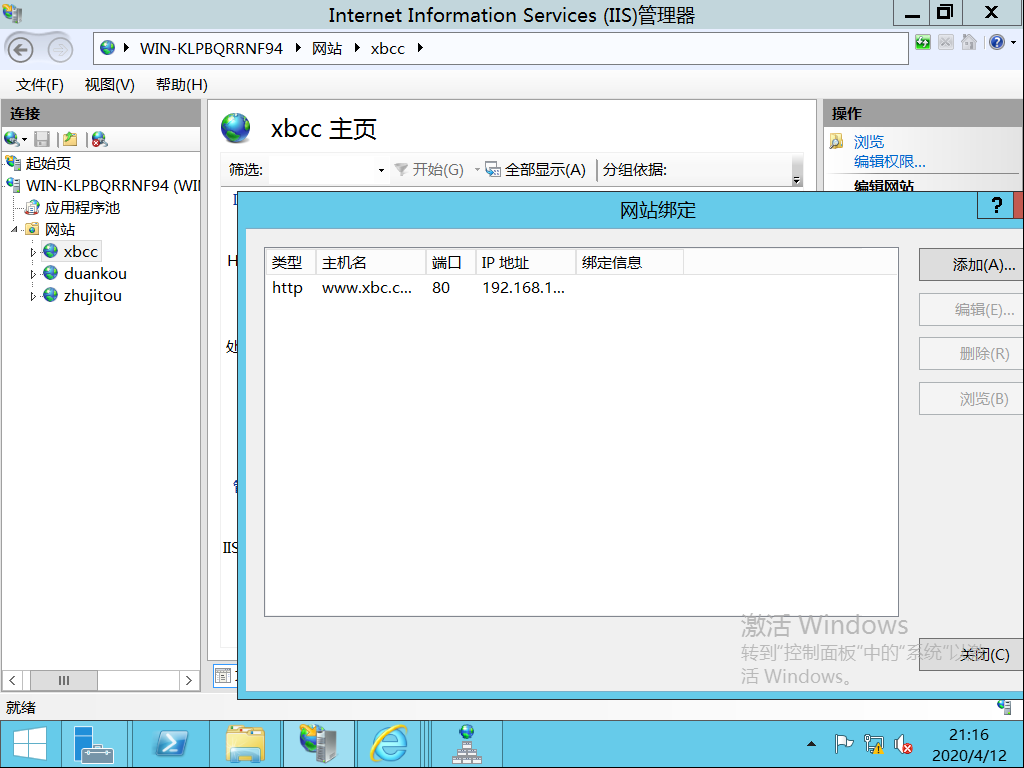 Internet Information Services (IIS)管理器
WIN-KLPBQRRNF94 网站 xbcc
文件(F) 视图(V) 帮助(H)
连接
起始页
WIN-KLPBQRRNF94 (WI
应用程序池
网站
xbcc
duankou
zhujitou
xbcc 主页
筛选: 开始(G) 全部显示(A) 分组依据:
操作
浏览
编辑权限...
编辑网站
网站绑定
类型 主机名 端口 IP 地址 绑定信息
http www.xbc.c... 80 192.168.1...
添加(A)...
编辑(E)...
删除(R)
浏览(B)
关闭(C)
处
IIS
激活 Windows
转到"控制面板"中的"系统"以激
活 Windows。
就绪
21:16
2020/4/12